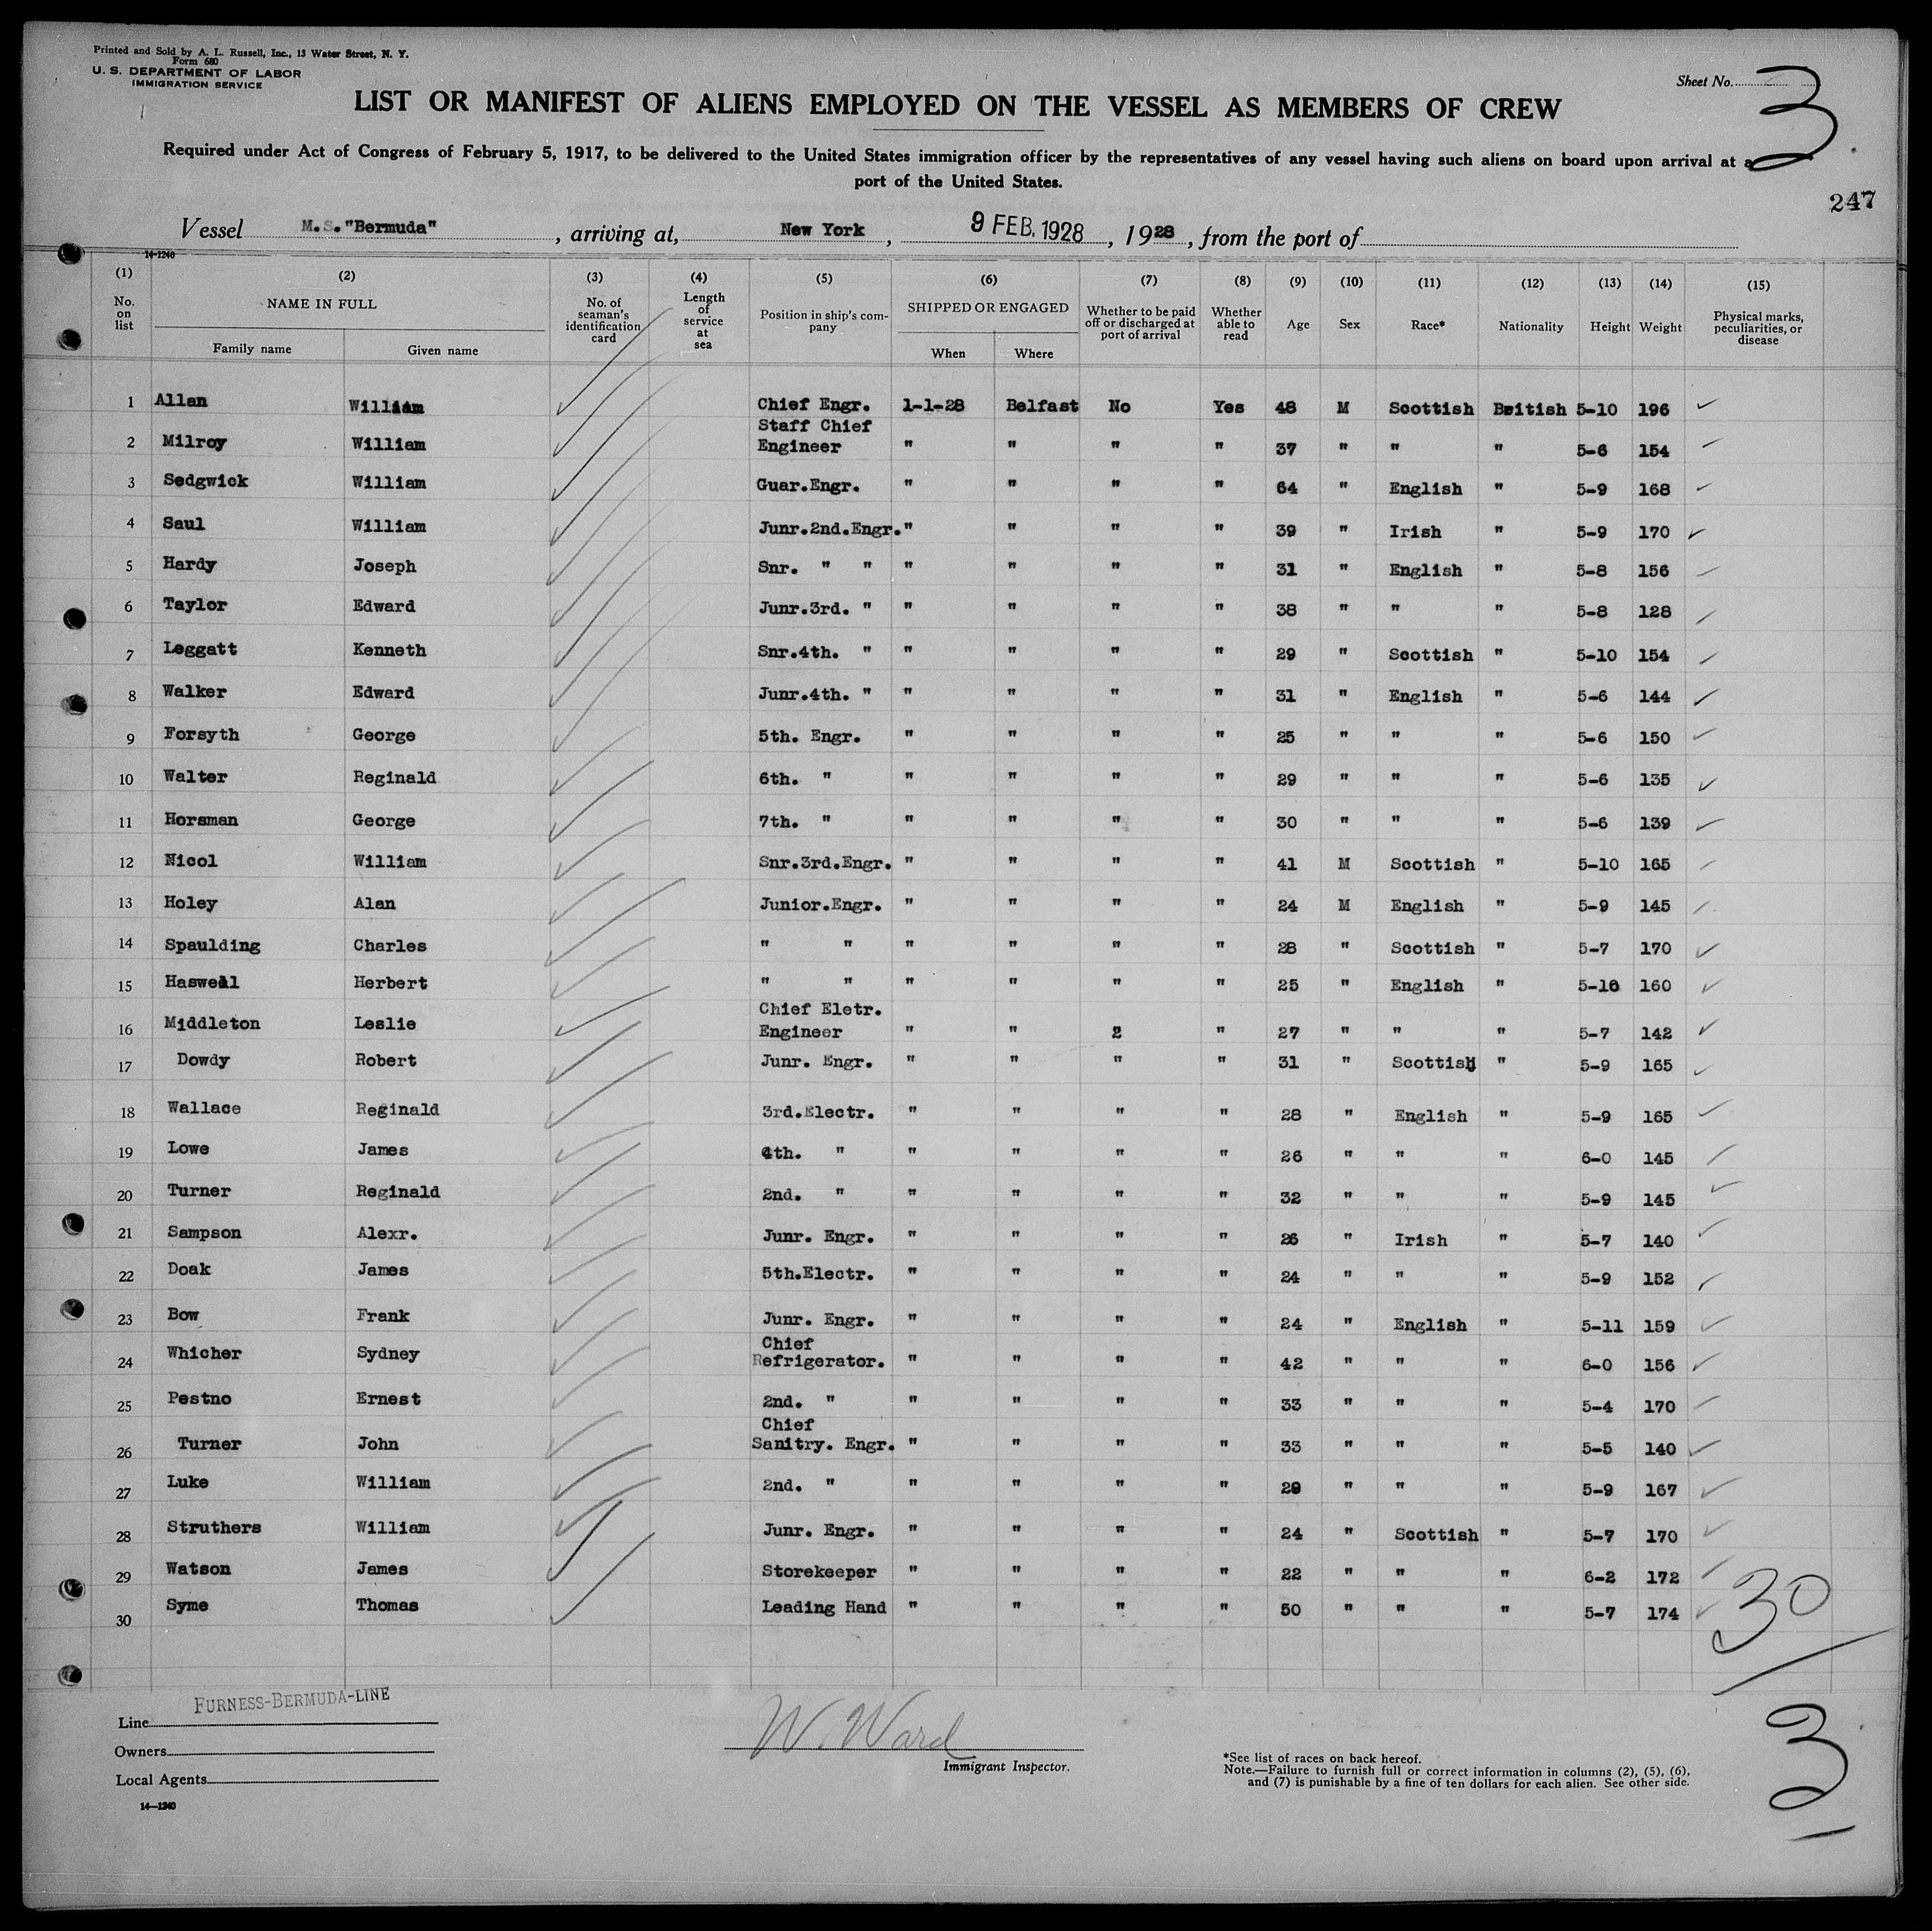 Printed and Sold by A. L. Russell, Inc., 13 Water Street, N. Y.
Form 680
U. S. DEPARTMENT OF LABOR
IMMIGRATION SERVICE
Sheet No. 3
LIST OR MANIFEST OF ALIENS EMPLOYED ON THE VESSEL AS MEMBERS OF CREW
Required under Act of Congress of February 5, 1917, to be delivered to the United States immigration officer by the representatives of any vessel having such aliens on board upon arrival at a
port of the United States.
247
Vessel M.S."Bermuda", arriving at, New York, 9 FEB. 1928, 1928, from the port of
14-1240
(1) (2) (3) (4) (5) (6) (7) (8) (9) (10) (11) (12) (13) (14) (15)
No. on list NAME IN FULL Family name Given name No. of seaman's identification card Length of service at sea Position in ship's company SHIPPED OR ENGAGED When Where Whether to be paid off or discharged at port of arrival Whether able to read Age Sex Race* Nationality Height Weight Physical marks, peculiarities, or disease
1 Allan William Chief Engr. 1-1-28 Belfast No Yes 48 M Scottish British 5-10 196
2 Milroy William Staff Chief Engineer " " " " 37 " " " 5-6 154
3 Sedgwick William Guar.Engr. " " " " 64 " English " 5-9 168
4 Saul William Junr.2nd.Engr. " " " " 39 " Irish " 5-9 170
5 Hardy Joseph Snr. " " " " " " 31 " English " 5-8 156
6 Taylor Edward Junr.3rd. " " " " " 38 " " " 5-8 128
7 Leggatt Kenneth Snr.4th. " " " " " 29 " Scottish " 5-10 154
8 Walker Edward Junr.4th. " " " " " 31 " English " 5-6 144
9 Forsyth George 5th. Engr. " " " " 25 " " " 5-6 150
10 Walter Reginald 6th. " " " " " 29 " " " 5-6 135
11 Horsman George 7th. " " " " " 30 " " " 5-6 139
12 Nicol William Snr.3rd.Engr. " " " " 41 M Scottish " 5-10 165
13 Holey Alan Junior.Engr. " " " " 24 M English " 5-9 145
14 Spaulding Charles " " " " " " 28 " Scottish " 5-7 170
15 Haswell Herbert " " " " " " 25 " English " 5-10 160
16 Middleton Leslie Chief Eletr. Engineer " " 2 " 27 " " " 5-7 142
17 Dowdy Robert Junr. Engr. " " " " 31 " Scottish " 5-9 165
18 Wallace Reginald 3rd.Electr. " " " " 28 " English " 5-9 165
19 Lowe James 4th. " " " " " 26 " " " 6-0 145
20 Turner Reginald 2nd. " " " " " 32 " " " 5-9 145
21 Sampson Alexr. Junr. Engr. " " " " 26 " Irish " 5-7 140
22 Doak James 5th.Electr. " " " " 24 " " " 5-9 152
23 Bow Frank Junr. Engr. " " " " 24 " English " 5-11 159
24 Whicher Sydney Chief Refrigerator. " " " " 42 " " " 6-0 156
25 Pestno Ernest 2nd. " " " " " 33 " " " 5-4 170
26 Turner John Chief Sanitry. Engr. " " " " 33 " " " 5-5 140
27 Luke William 2nd. " " " " " 29 " " " 5-9 167
28 Struthers William Junr. Engr. " " " " 24 " Scottish " 5-7 170
29 Watson James Storekeeper " " " " 22 " " " 6-2 172
30 Syme Thomas Leading Hand " " " " 50 " " " 5-7 174
30
Line FURNESS-BERMUDA-LINE
Owners
Local Agents
14-1240
W. Ward
Immigrant Inspector.
*See list of races on back hereof.
Note.—Failure to furnish full or correct information in columns (2), (5), (6),
and (7) is punishable by a fine of ten dollars for each alien. See other side.
3